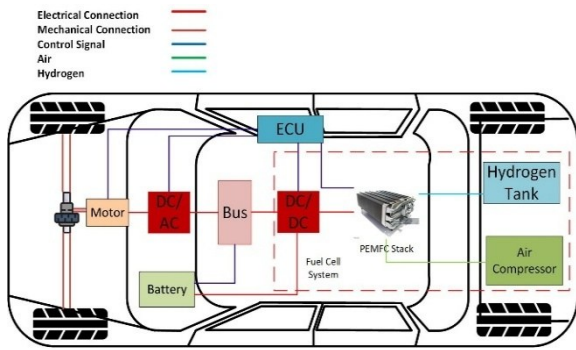 Electrical Connection
Mechanical Connection
Control Signal
Air
Hydrogen
ECU
Hydrogen
Tank
Motor
DC/
AC
Bus
DC/
DC
PEMFC Stack
Fuel Cell
System
Air
Compressor
Battery